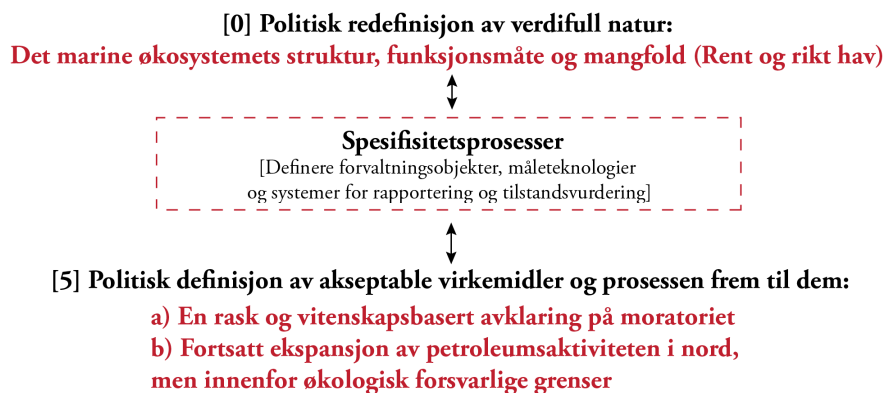 [0] Politisk redefinisjon av verdifull natur:
Det marine økosystemets struktur, funksjonsmåte og mangfold (Rent og rikt hav)
Spesifisitetsprosesser
[Definere forvaltningsobjekter, måleteknologier
og systemer for rapportering og tilstandsvurdering]
[5] Politisk definisjon av akseptable virkemidler og prosessen frem til dem:
a) En rask og vitenskapsbasert avklaring på moratoriet
b) Fortsatt ekspansjon av petroleumsaktiviteten i nord,
men innenfor økologisk forsvarlige grenser